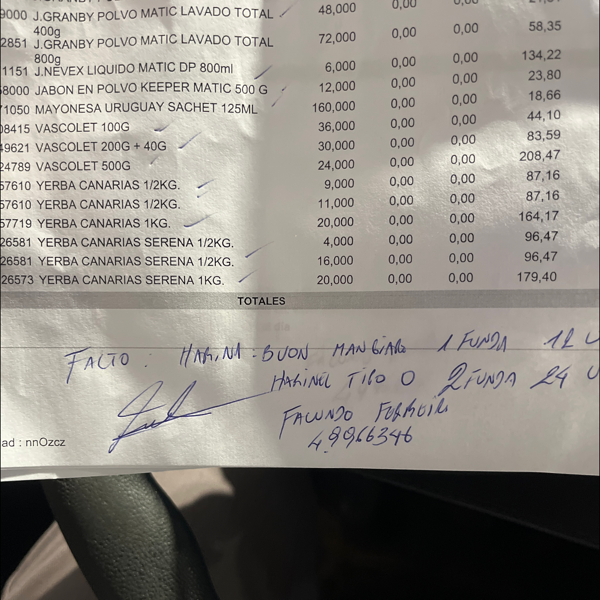 9000 J.GRANBY POLVO MATIC LAVADO TOTAL 400g 48,000 0,00 0,00
2851 J.GRANBY POLVO MATIC LAVADO TOTAL 800g 72,000 0,00 0,00 58,35
1151 J.NEVEX LIQUIDO MATIC DP 800ml 6,000 0,00 0,00 134,22
58000 JABON EN POLVO KEEPER MATIC 500 G 12,000 0,00 0,00 23,80
71050 MAYONESA URUGUAY SACHET 125ML 160,000 0,00 0,00 18,66
08415 VASCOLET 100G 36,000 0,00 0,00 44,10
49621 VASCOLET 200G + 40G 30,000 0,00 0,00 83,59
24789 VASCOLET 500G 24,000 0,00 0,00 208,47
57610 YERBA CANARIAS 1/2KG. 9,000 0,00 0,00 87,16
57610 YERBA CANARIAS 1/2KG. 11,000 0,00 0,00 87,16
57719 YERBA CANARIAS 1KG. 20,000 0,00 0,00 164,17
26581 YERBA CANARIAS SERENA 1/2KG. 4,000 0,00 0,00 96,47
26581 YERBA CANARIAS SERENA 1/2KG. 16,000 0,00 0,00 96,47
26573 YERBA CANARIAS SERENA 1KG. 20,000 0,00 0,00 179,40
TOTALES
FALTO : HARINA : BUON MANGIARE 1 FUNDA 12 U
HARINA TIPO 0 2 FUNDA 24 U
FACUNDO FERREIRA
4.9966346
ad : nnOzcz